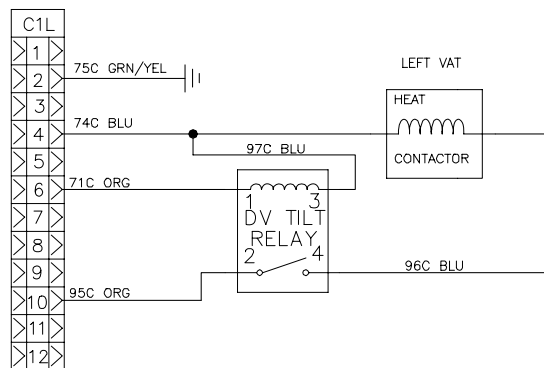 C1L
1
2
75C GRN/YEL
3
4
74C BLU
5
97C BLU
6
71C ORG
7
8
9
10
95C ORG
11
12
LEFT VAT
HEAT
CONTACTOR
1 3
DV TILT
RELAY
2 4
96C BLU